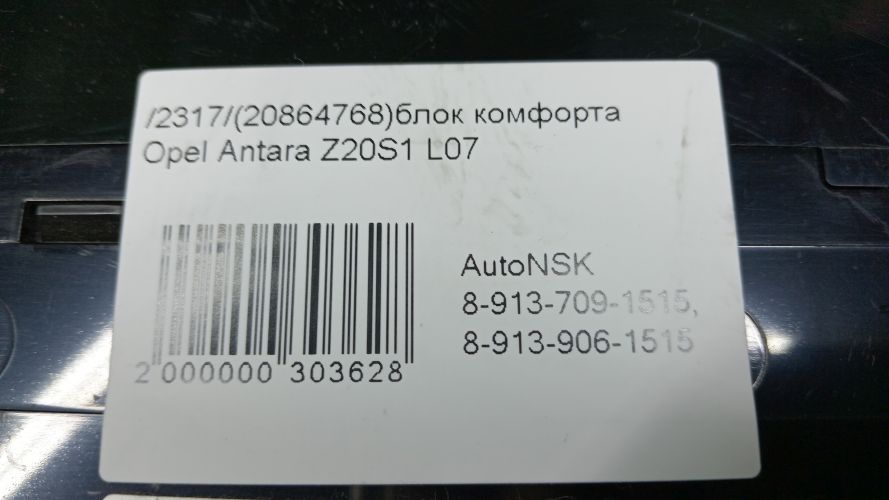 /2317/(20864768)блок комфорта
Opel Antara Z20S1 L07
AutoNSK
8-913-709-1515,
8-913-906-1515
2 000000 303628